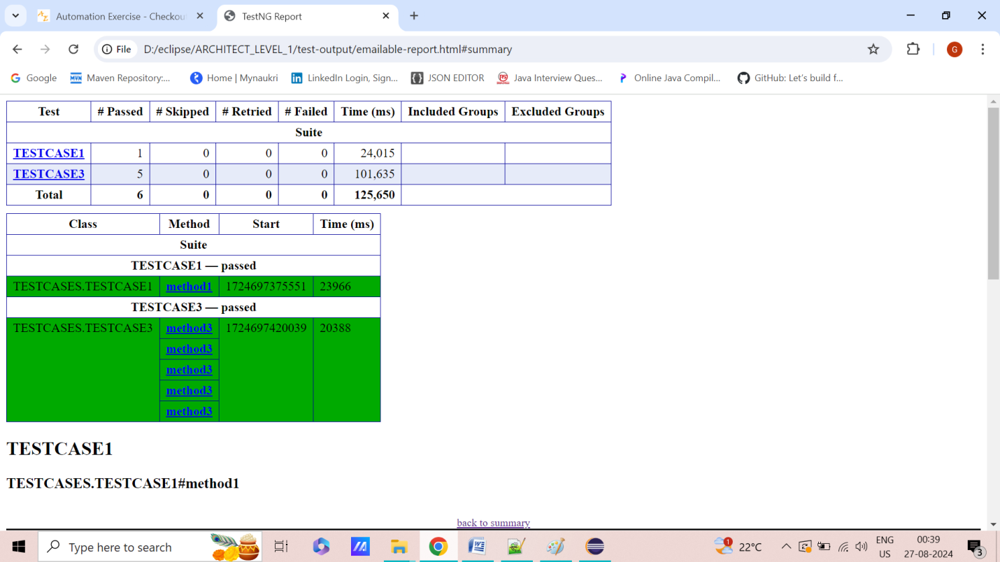 Automation Exercise - Checkou
TestNG Report
File D:/eclipse/ARCHITECT_LEVEL_1/test-output/emailable-report.html#summary
G
Google
MVN Maven Repository:...
Home | Mynaukri
in LinkedIn Login, Sign...
JSON EDITOR
Java Interview Ques...
Online Java Compil...
GitHub: Let's build f...
Test # Passed # Skipped # Retried # Failed Time (ms) Included Groups Excluded Groups
Suite
TESTCASE1 1 0 0 0 24,015
TESTCASE3 5 0 0 0 101,635
Total 6 0 0 0 125,650
Class Method Start Time (ms)
Suite
TESTCASE1 — passed
TESTCASES.TESTCASE1 method1 1724697375551 23966
TESTCASE3 — passed
TESTCASES.TESTCASE3 method3 1724697420039 20388
method3
method3
method3
method3
TESTCASE1
TESTCASES.TESTCASE1#method1
back to summary
Type here to search
1 22°C
ENG
US
00:39
27-08-2024
3